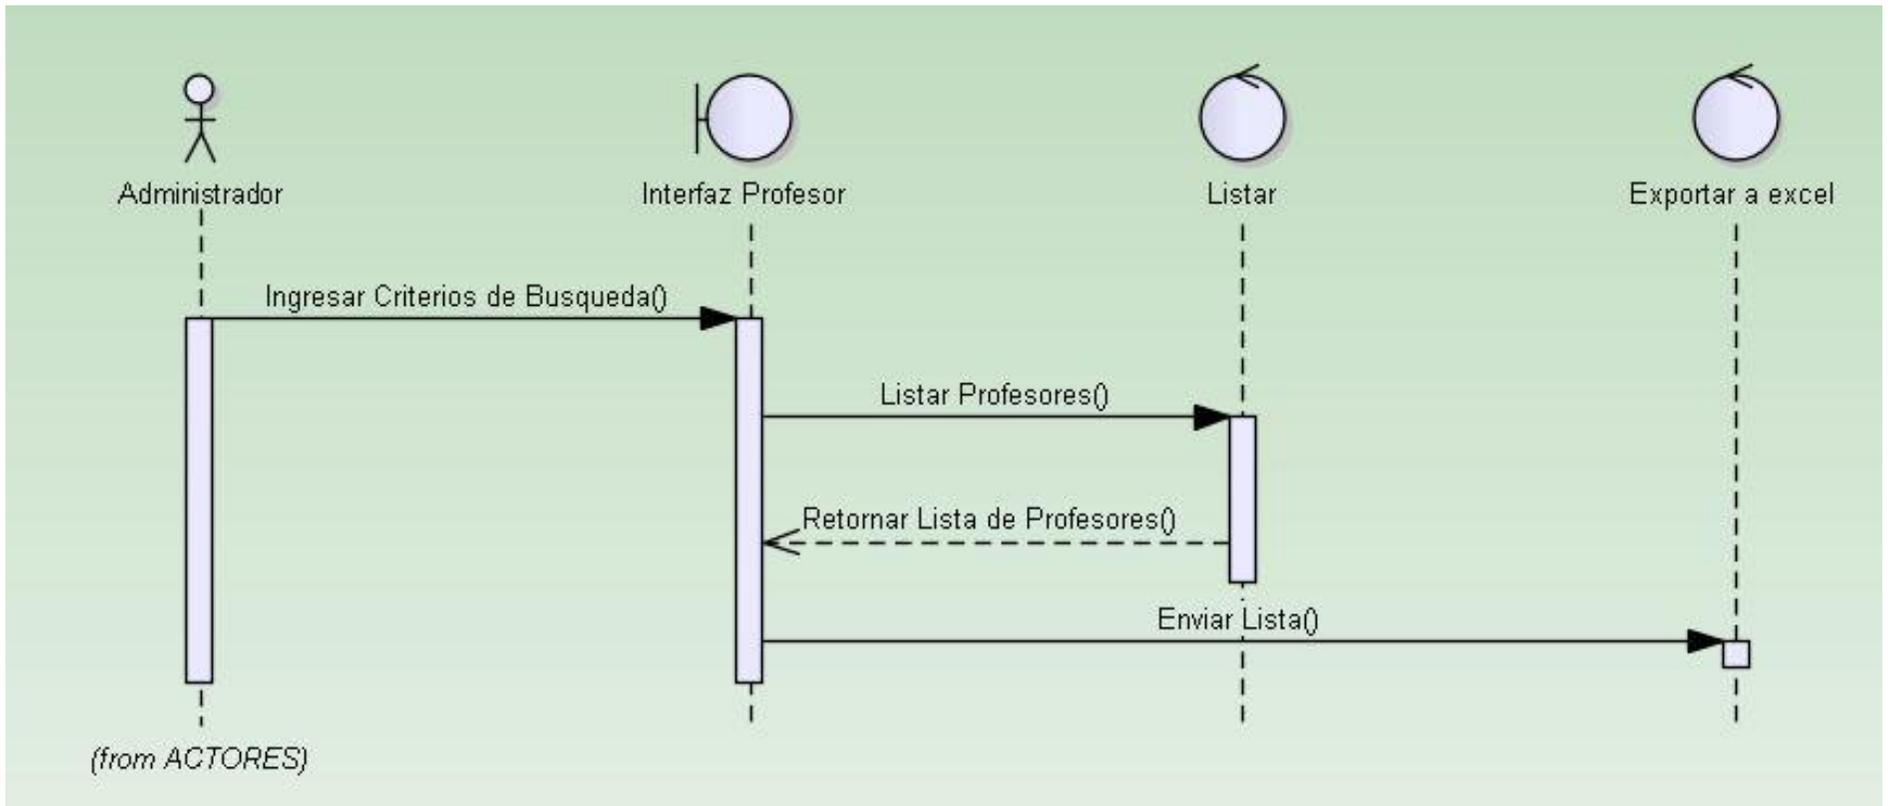 Administrador
Interfaz Profesor
Listar
Exportar a excel
Ingresar Criterios de Busqueda()
Listar Profesores()
Retornar Lista de Profesores()
Enviar Lista()
(from ACTORES)